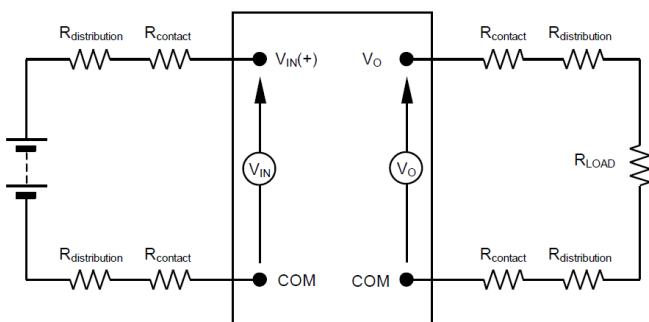 Rdistribution Rcontact VIN(+) VO Rcontact Rdistribution
RLOAD
VIN VO
Rdistribution Rcontact COM COM Rcontact Rdistribution